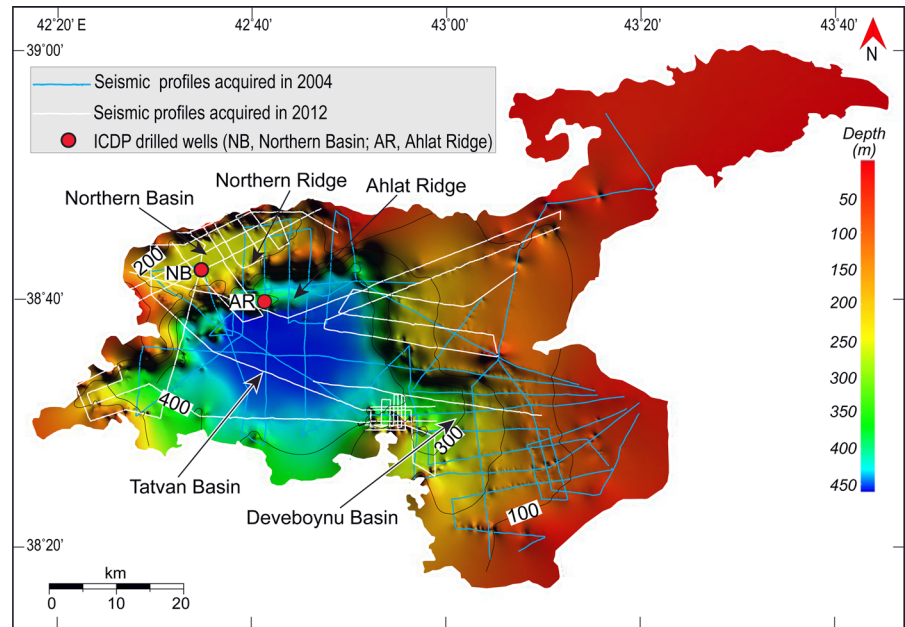 42°20' E
42°40'
43°00'
43°20'
43°40'
39°00'
N
Seismic profiles acquired in 2004
Seismic profiles acquired in 2012
ICDP drilled wells (NB, Northern Basin; AR, Ahlat Ridge)
Depth
(m)
50
100
150
200
250
300
350
400
450
Northern Ridge
Ahlat Ridge
Northern Basin
200
NB
AR
38°40'
400
300
Tatvan Basin
Deveboynu Basin
100
38°20'
km
0 10 20